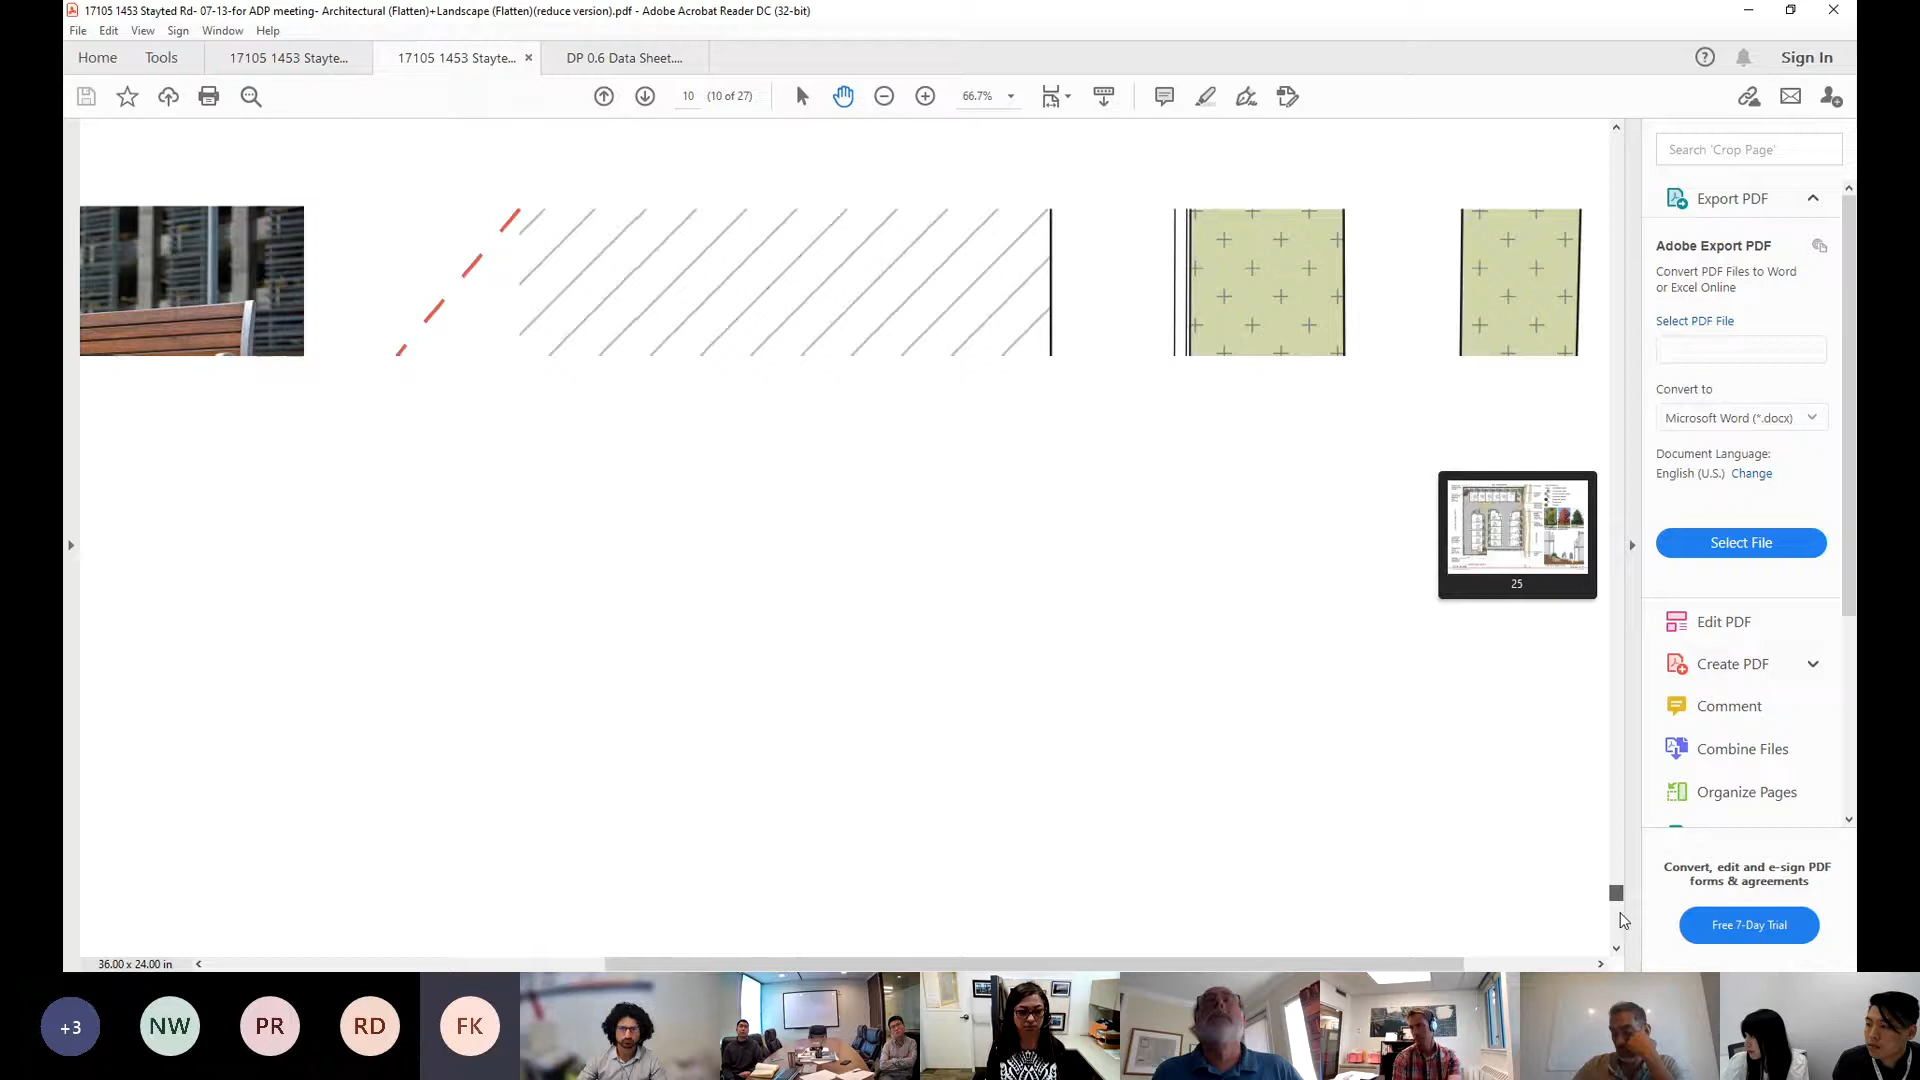 17105 1453 Stayted Rd- 07-13-for ADP meeting- Architectural (Flatten)+Landscape (Flatten)(reduce version).pdf - Adobe Acrobat Reader DC (32-bit)
File Edit View Sign Window Help
Home Tools 17105 1453 Stayte... 17105 1453 Stayte... × DP 0.6 Data Sheet.... Sign In
10 (10 of 27) 66.7%
Search 'Crop Page'
Export PDF
Adobe Export PDF
Convert PDF Files to Word
or Excel Online
Select PDF File
Convert to
Microsoft Word (*.docx)
Document Language:
English (U.S.) Change
Select File
25
Edit PDF
Create PDF
Comment
Combine Files
Organize Pages
Convert, edit and e-sign PDF
forms & agreements
Free 7-Day Trial
36.00 x 24.00 in
+3 NW PR RD FK